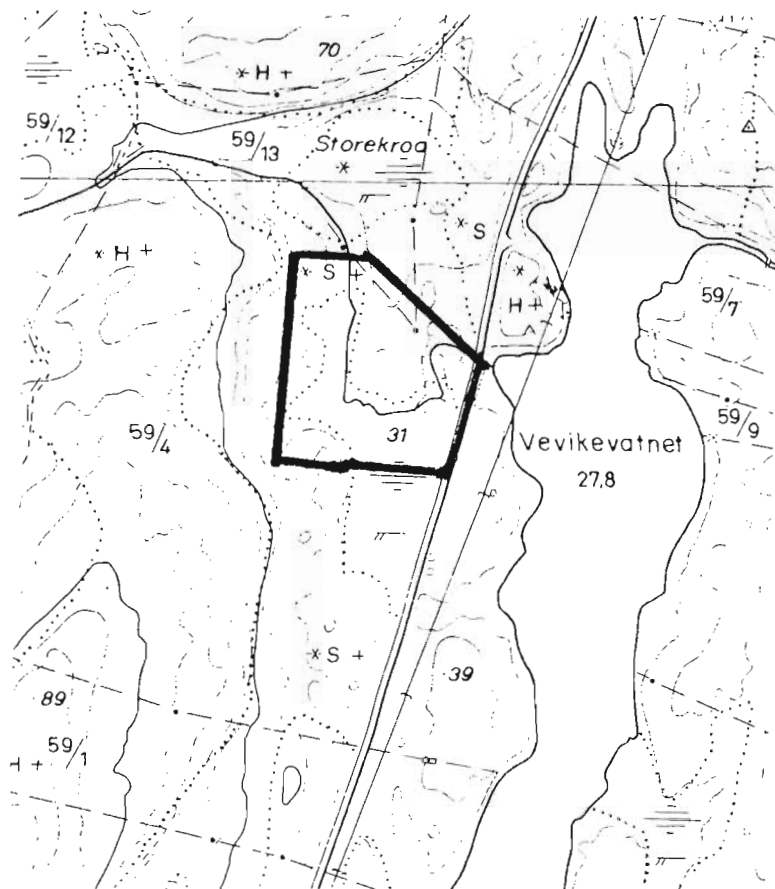 70
* H +
59/12
59/13
Storekroa
*
* S
* H +
* S +
*
H +
59/7
59/4
31
59/9
Vevikevatnet
27,8
* S +
39
89
59/1
H +